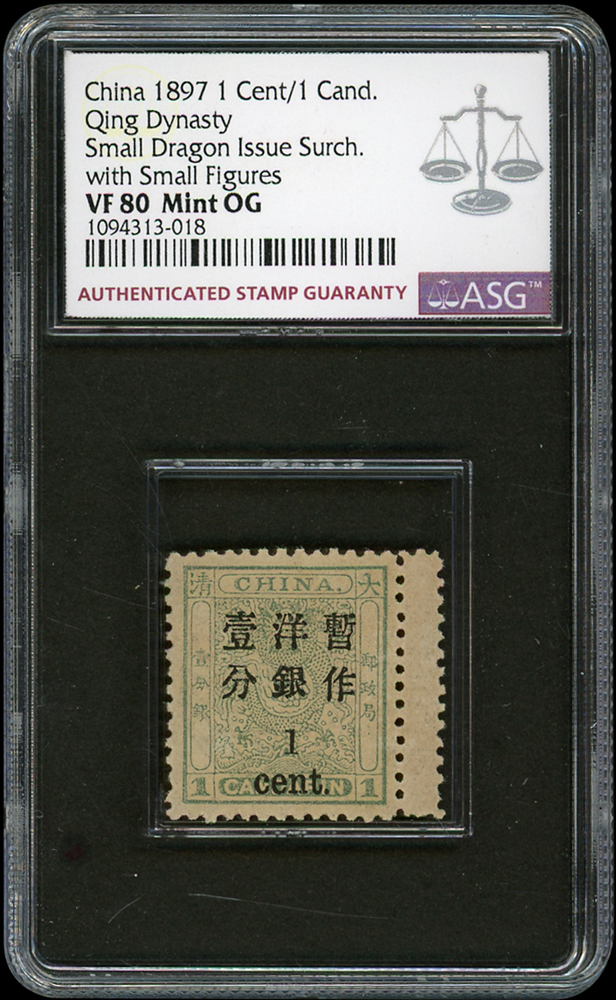 China 1897 1 Cent/1 Cand.
Qing Dynasty
Small Dragon Issue Surch.
with Small Figures
VF 80 Mint OG
1094313-018
AUTHENTICATED STAMP GUARANTY
ASG™
清 CHINA. 大
郵政局
壹分銀
暫作
洋銀
壹分
1
cent.
1 CA N 1